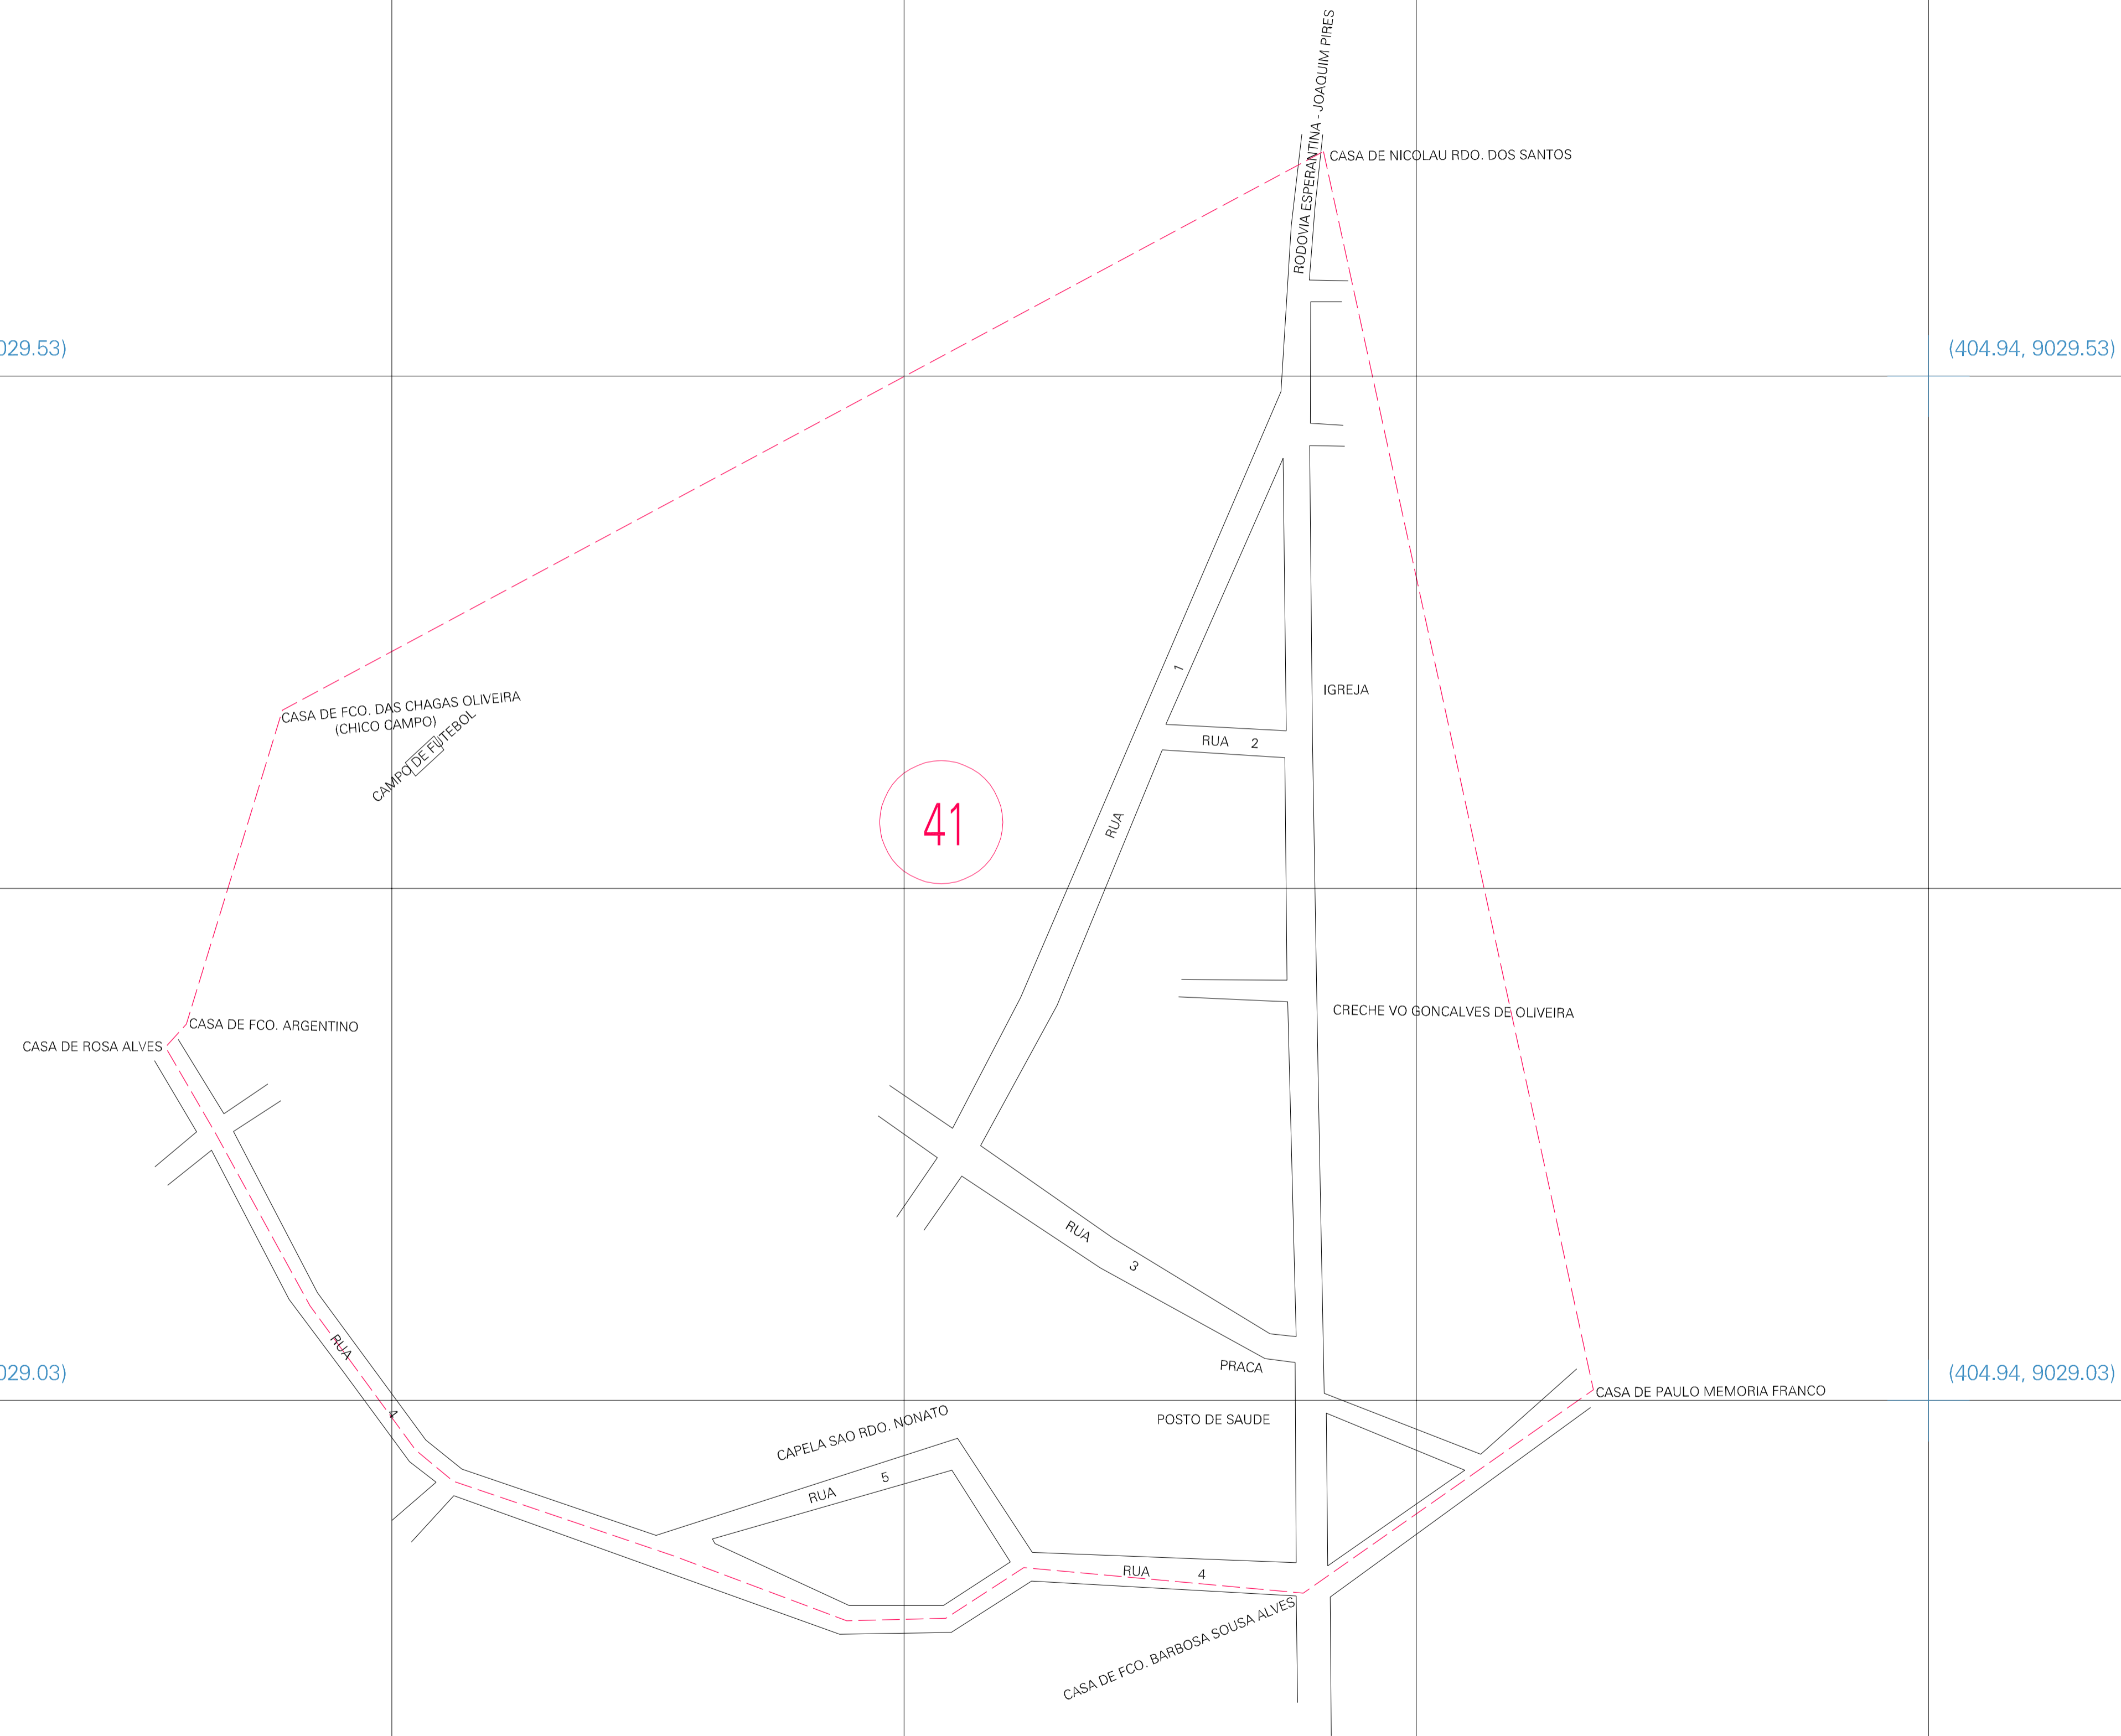 RODOVIA ESPERANTINA - JOAQUIM PIRES
CASA DE NICOLAU RDO. DOS SANTOS
029.53)
(404.94, 9029.53)
1
IGREJA
CASA DE FCO. DAS CHAGAS OLIVEIRA
(CHICO CAMPO)
CAMPO DE FUTEBOL
RUA 2
RUA
41
CRECHE VO GONCALVES DE OLIVEIRA
CASA DE FCO. ARGENTINO
CASA DE ROSA ALVES
RUA
3
RUA
4
PRACA
029.03)
(404.94, 9029.03)
CASA DE PAULO MEMORIA FRANCO
POSTO DE SAUDE
CAPELA SAO RDO. NONATO
RUA 5
RUA 4
CASA DE FCO. BARBOSA SOUSA ALVES